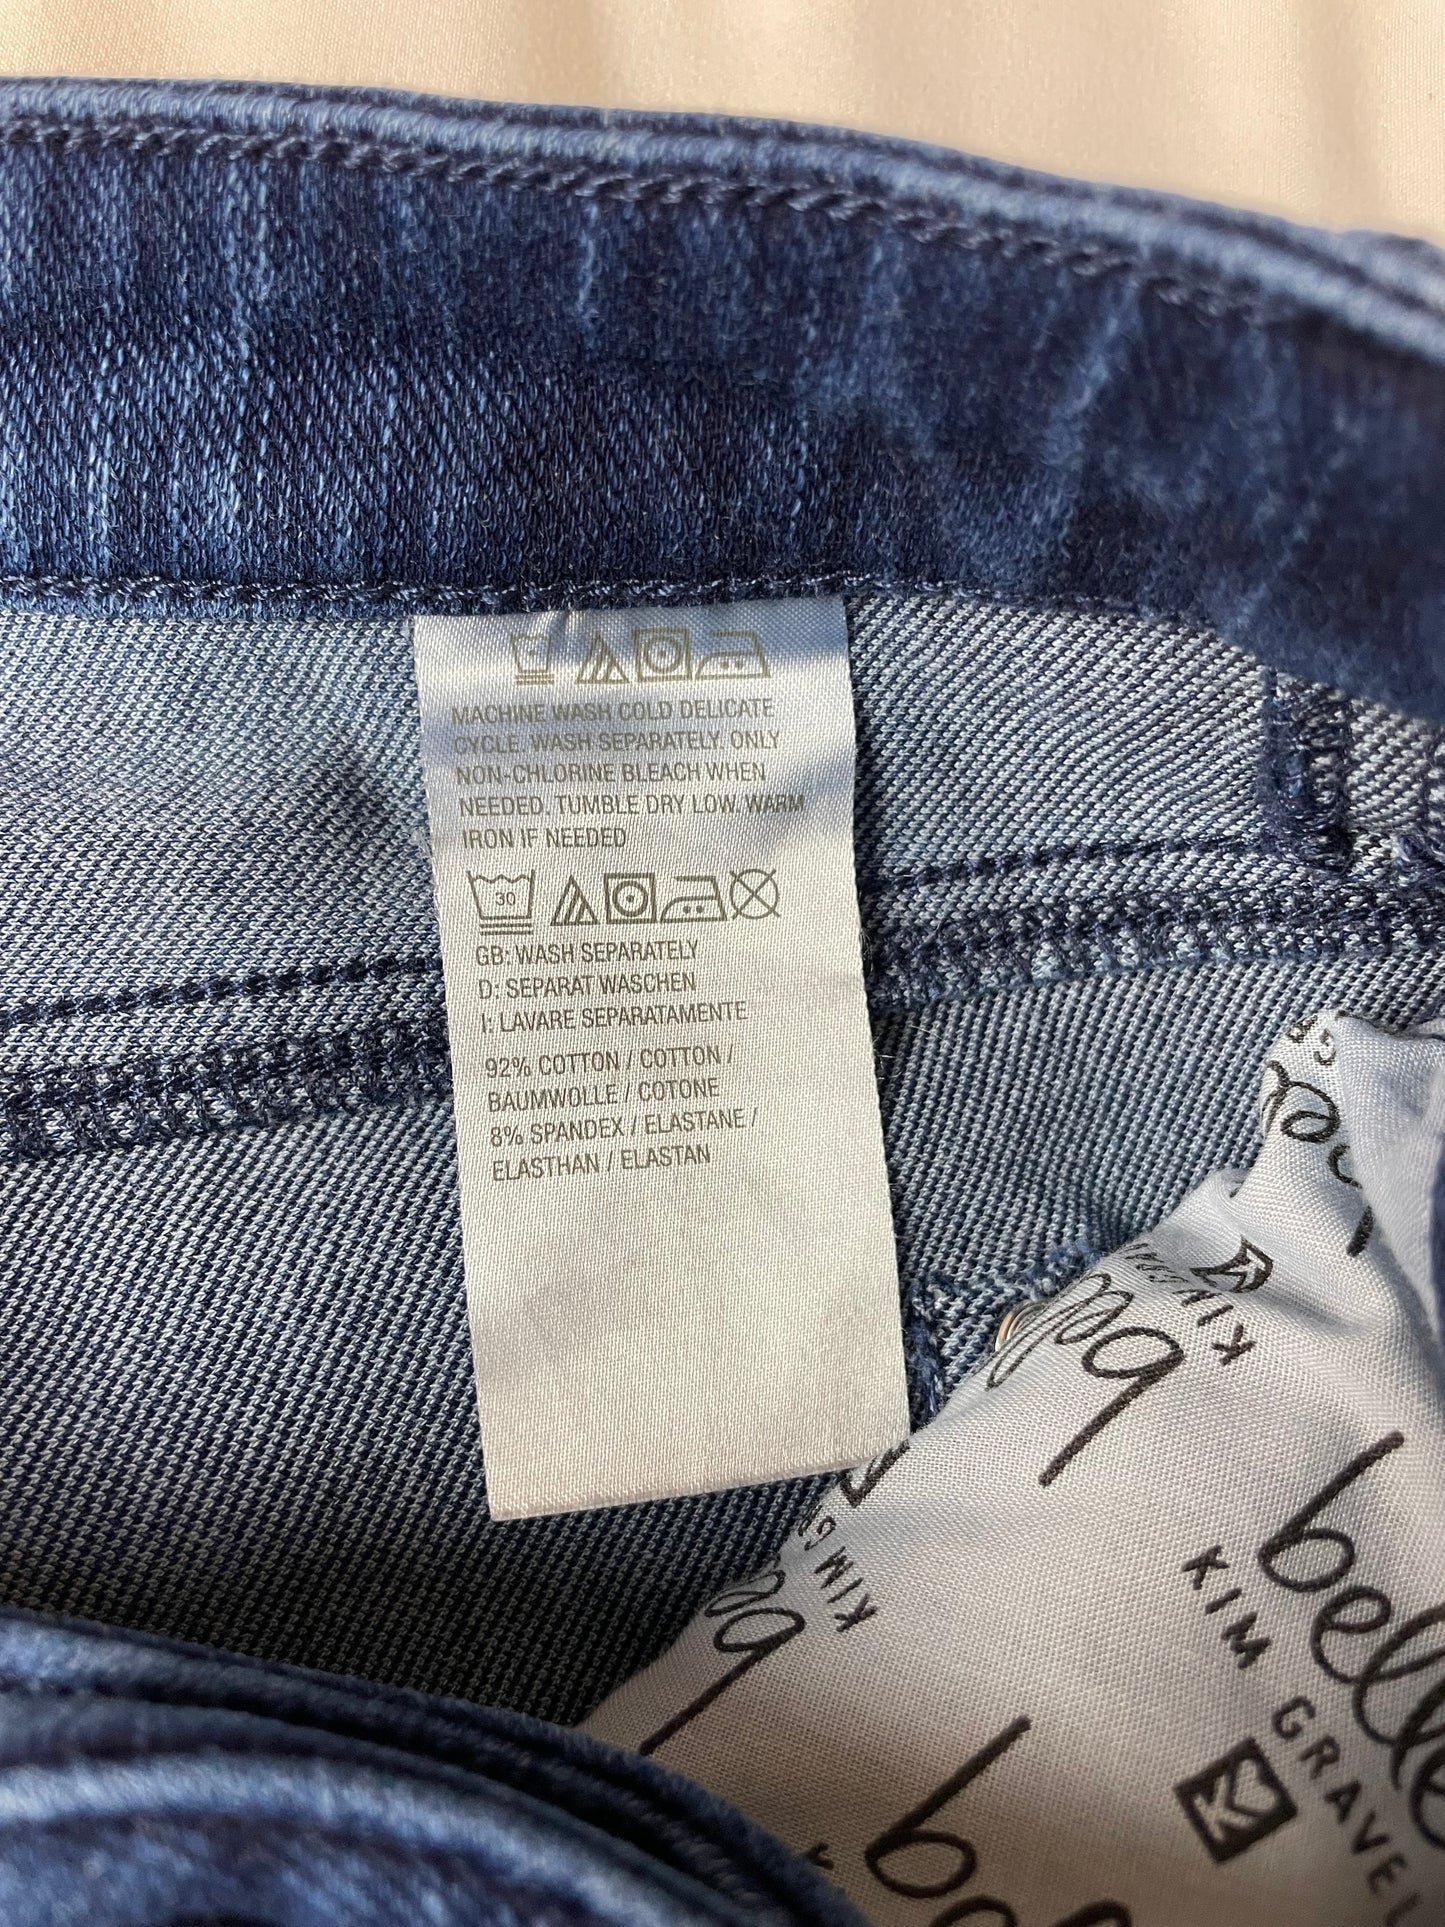 MACHINE WASH COLD DELICATE
CYCLE. WASH SEPARATELY. ONLY
NON-CHLORINE BLEACH WHEN
NEEDED. TUMBLE DRY LOW. WARM
IRON IF NEEDED
30
GB: WASH SEPARATELY
D: SEPARAT WASCHEN
I: LAVARE SEPARATAMENTE
92% COTTON / COTTON /
BAUMWOLLE / COTONE
8% SPANDEX / ELASTANE /
ELASTHAN / ELASTAN
belle
KIM GRAVEL
K